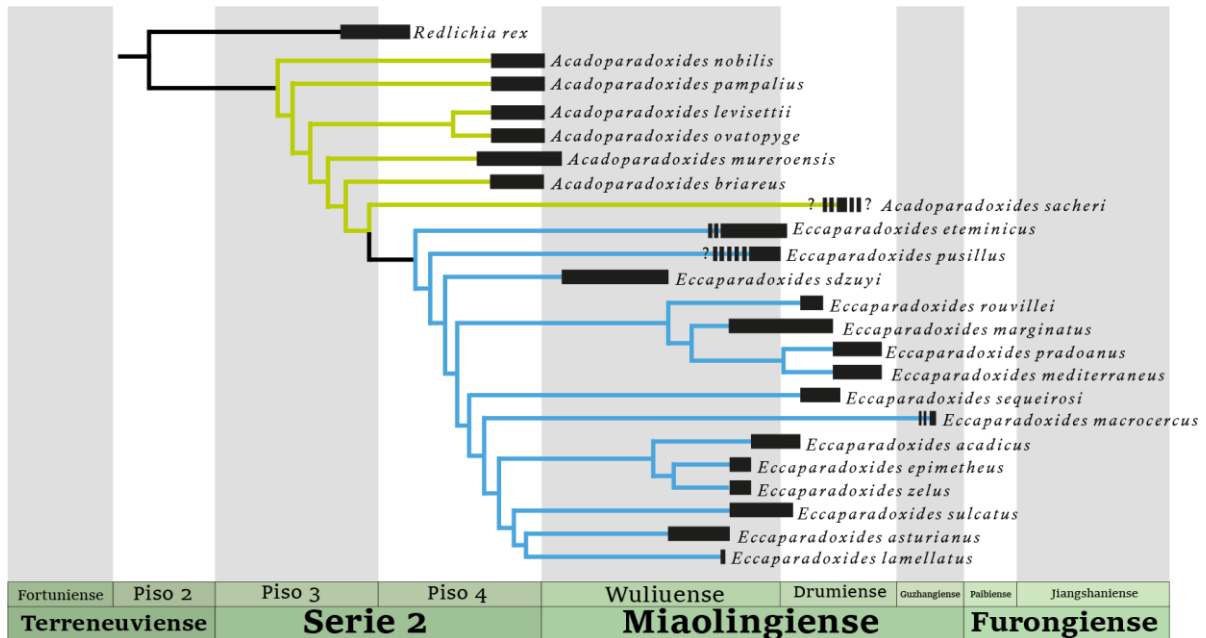 Redlichia rex
Acadoparadoxides nobilis
Acadoparadoxides pampalius
Acadoparadoxides levisettii
Acadoparadoxides ovatopyge
Acadoparadoxides mureroensis
Acadoparadoxides briareus
? ? Acadoparadoxides sacheri
Eccaparadoxides eteminicus
? Eccaparadoxides pusillus
Eccaparadoxides sdzuyi
Eccaparadoxides rouvillei
Eccaparadoxides marginatus
Eccaparadoxides pradoanus
Eccaparadoxides mediterraneus
Eccaparadoxides sequeirosi
Eccaparadoxides macrocercus
Eccaparadoxides acadicus
Eccaparadoxides epimetheus
Eccaparadoxides zelus
Eccaparadoxides sulcatus
Eccaparadoxides asturianus
Eccaparadoxides lamellatus
Fortuniense Piso 2 Piso 3 Piso 4 Wuliuense Drumiense Guzhangiense Paibiense Jiangshaniense
Terreneuviense Serie 2 Miaolingiense Furongiense